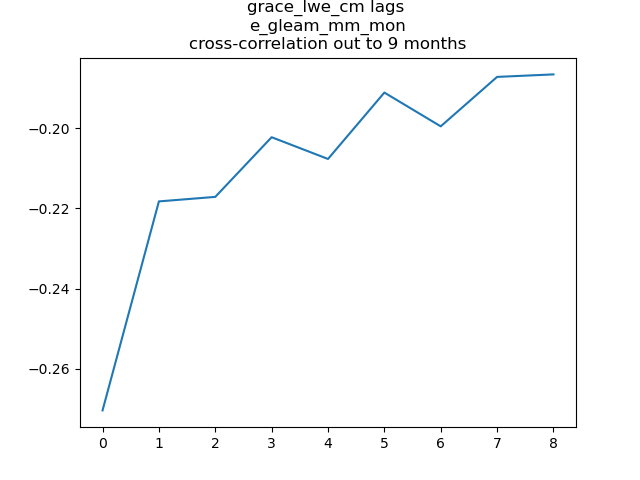 grace_lwe_cm lags
e_gleam_mm_mon
cross-correlation out to 9 months
−0.20
−0.22
−0.24
−0.26
0 1 2 3 4 5 6 7 8